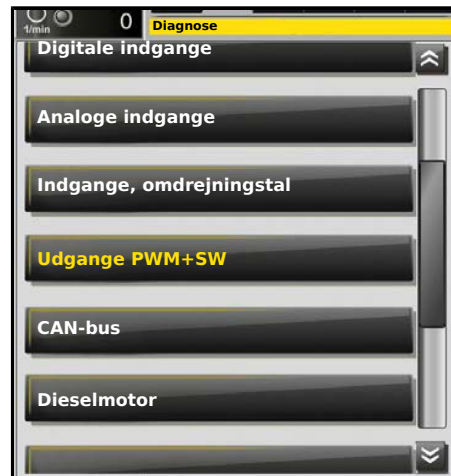 0
1/min
Diagnose
Digitale indgange
Analoge indgange
Indgange, omdrejningstal
Udgange PWM+SW
CAN-bus
Dieselmotor